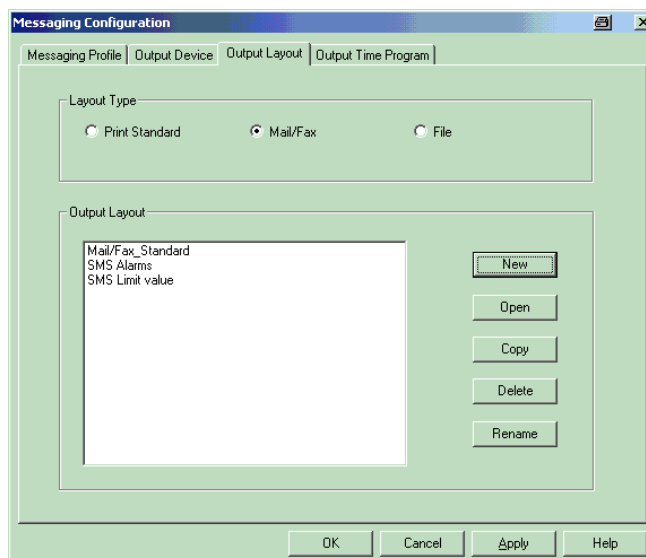 Messaging Configuration
Messaging Profile
Output Device
Output Layout
Output Time Program
Layout Type
Print Standard
Mail/Fax
File
Output Layout
Mail/Fax_Standard
SMS Alarms
SMS Limit value
New
Open
Copy
Delete
Rename
OK
Cancel
Apply
Help